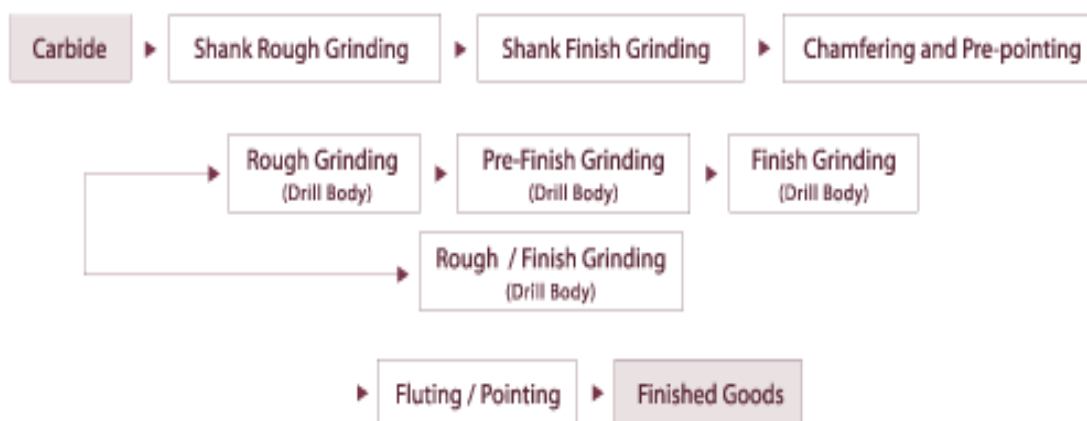 Carbide
Shank Rough Grinding
Shank Finish Grinding
Chamfering and Pre-pointing
Rough Grinding
(Drill Body)
Pre-Finish Grinding
(Drill Body)
Finish Grinding
(Drill Body)
Rough / Finish Grinding
(Drill Body)
Fluting / Pointing
Finished Goods